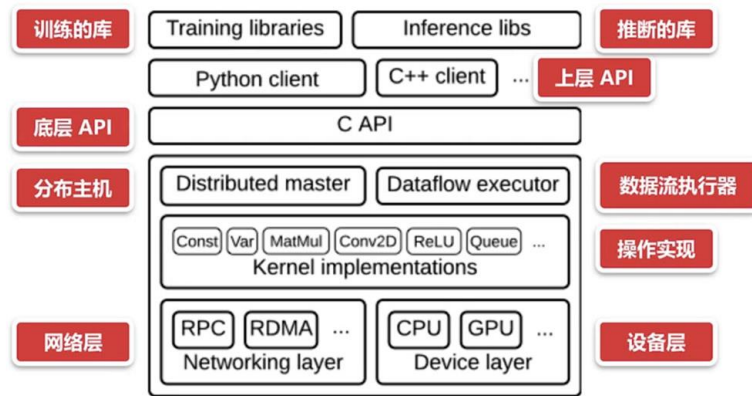 训练的库
Training libraries
Inference libs
推断的库
Python client
C++ client
...
上层 API
底层 API
C API
分布主机
Distributed master
Dataflow executor
数据流执行器
Const
Var
MatMul
Conv2D
ReLU
Queue
...
Kernel implementations
操作实现
网络层
RPC
RDMA
...
Networking layer
CPU
GPU
...
Device layer
设备层